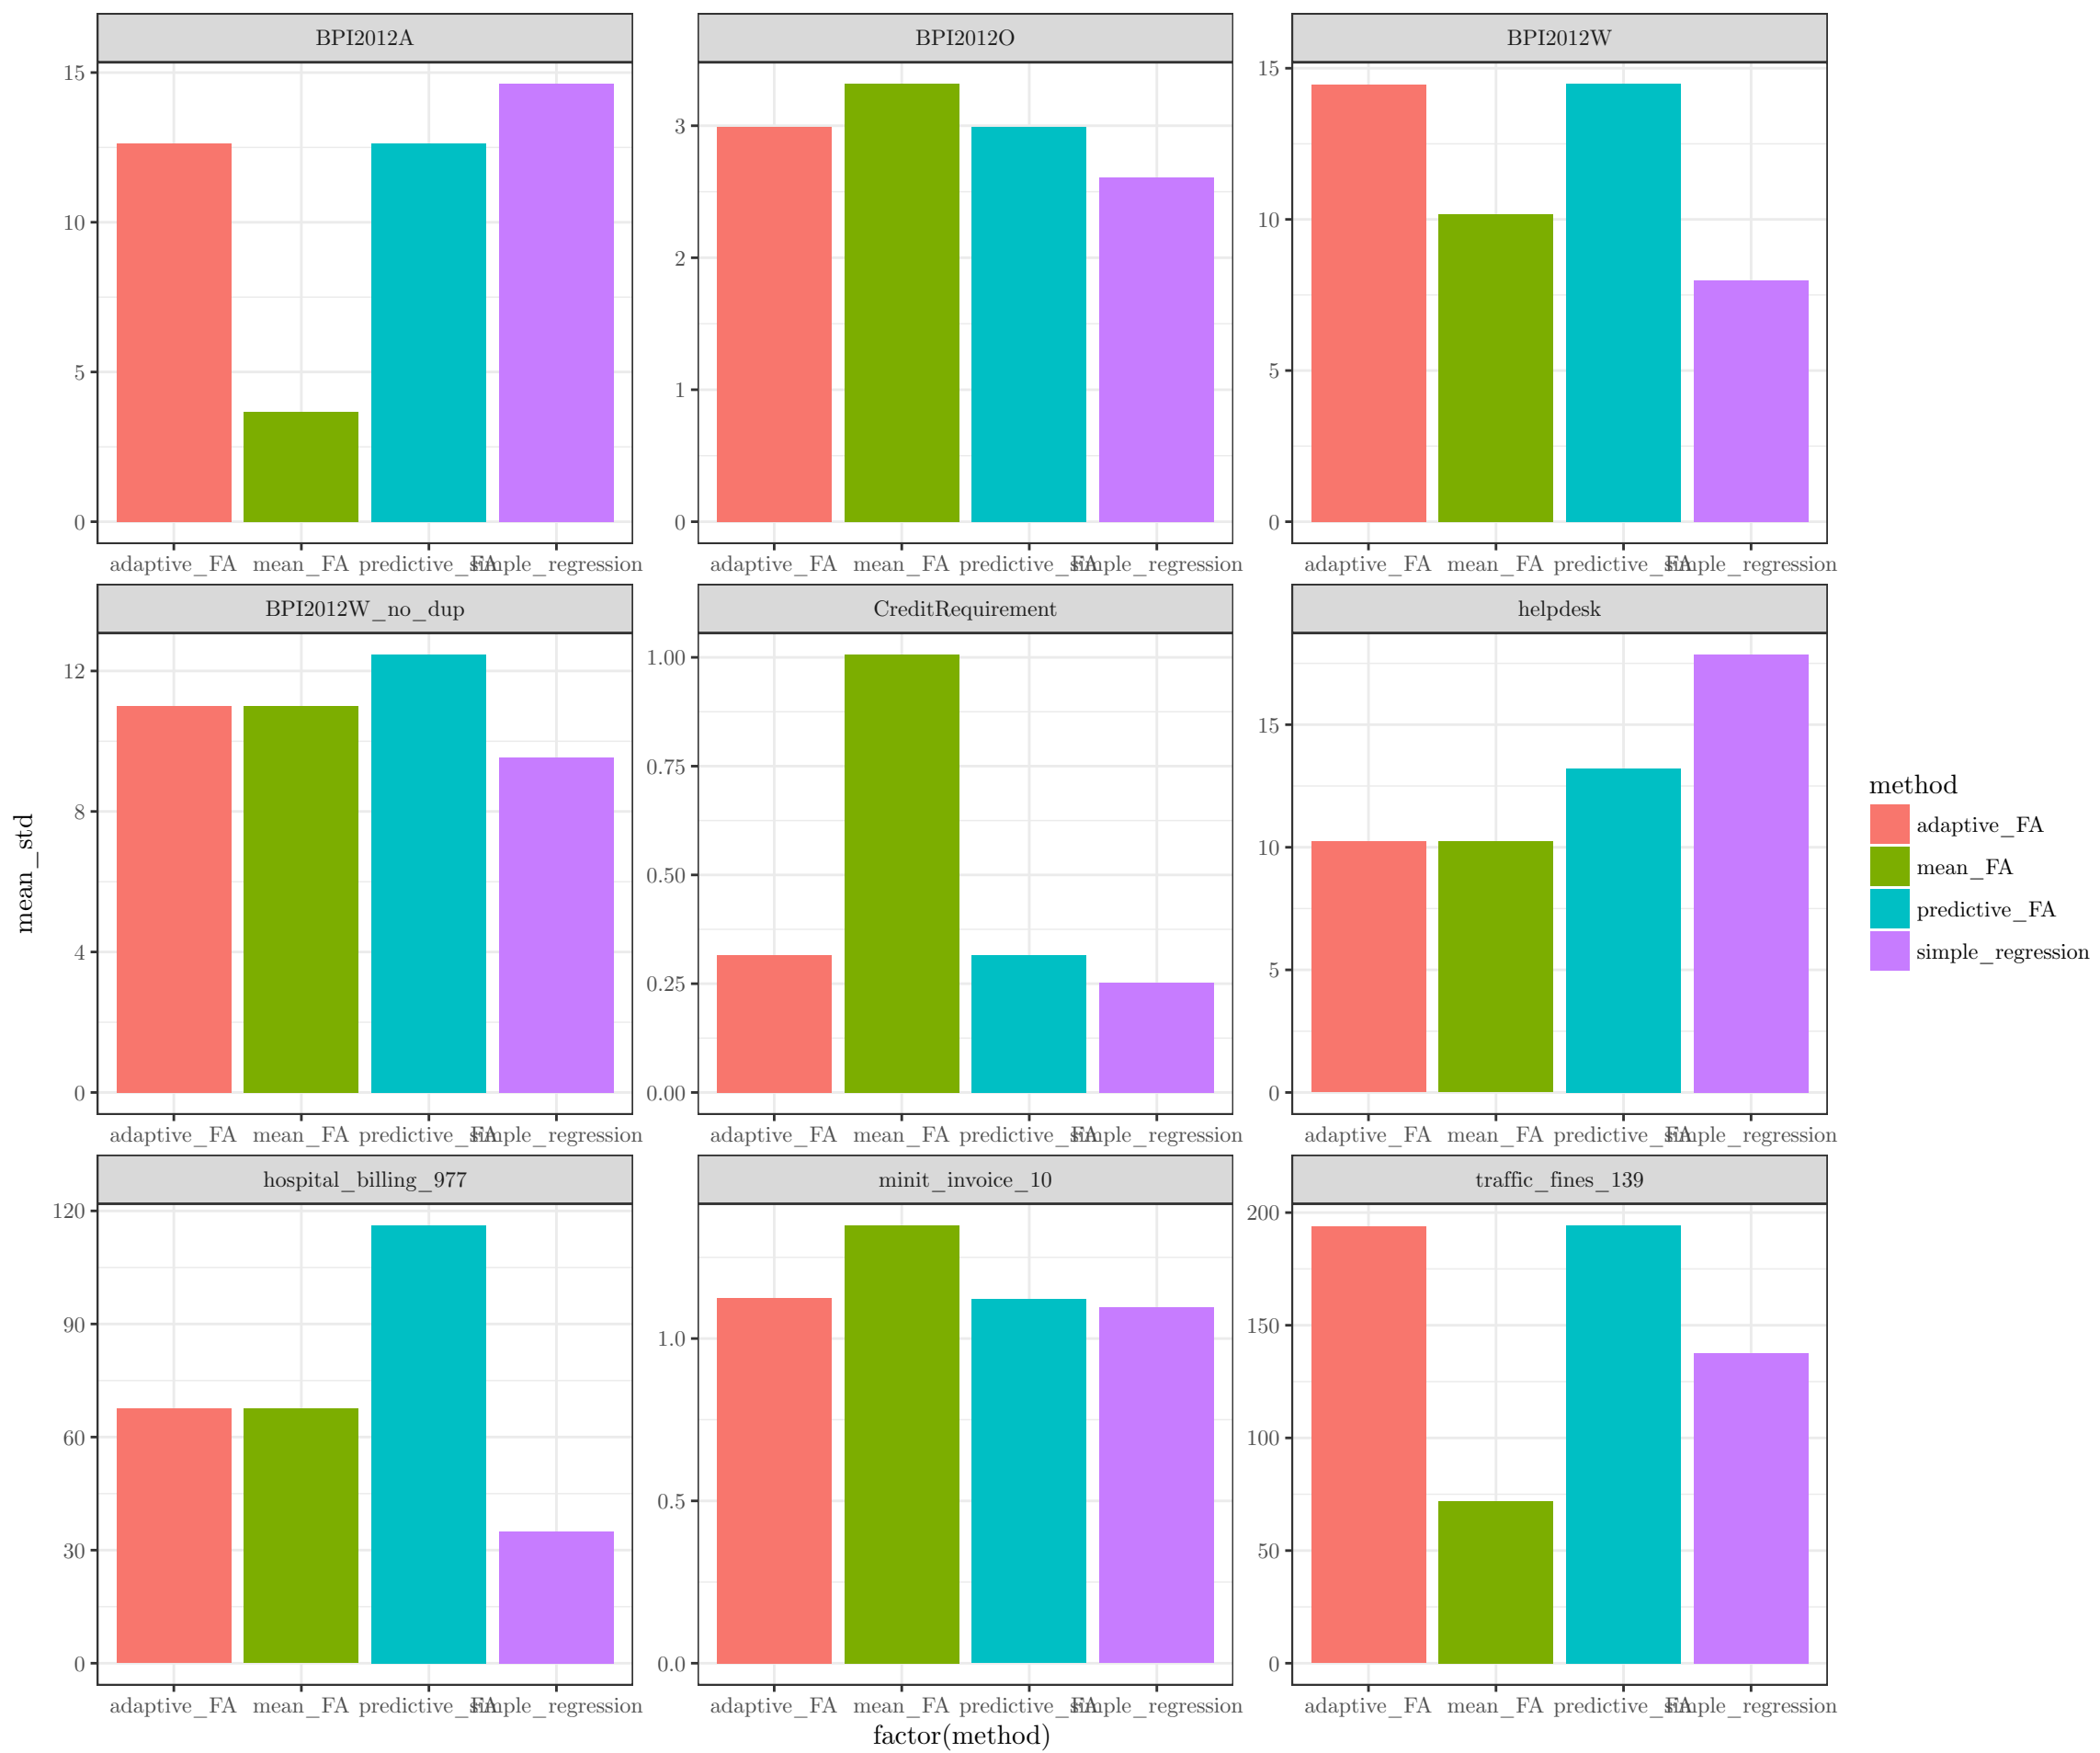 BPI2012A
BPI2012O
BPI2012W
15
10
5
0
3
2
1
0
15
10
5
0
adaptive_FA mean_FA predictive_FA simple_regression
adaptive_FA mean_FA predictive_FA simple_regression
adaptive_FA mean_FA predictive_FA simple_regression
BPI2012W_no_dup
CreditRequirement
helpdesk
12
8
4
0
1.00
0.75
0.50
0.25
0.00
15
10
5
0
adaptive_FA mean_FA predictive_FA simple_regression
adaptive_FA mean_FA predictive_FA simple_regression
adaptive_FA mean_FA predictive_FA simple_regression
hospital_billing_977
minit_invoice_10
traffic_fines_139
120
90
60
30
0
1.0
0.5
0.0
200
150
100
50
0
adaptive_FA mean_FA predictive_FA simple_regression
adaptive_FA mean_FA predictive_FA simple_regression
adaptive_FA mean_FA predictive_FA simple_regression
factor(method)
mean_std
method
adaptive_FA
mean_FA
predictive_FA
simple_regression